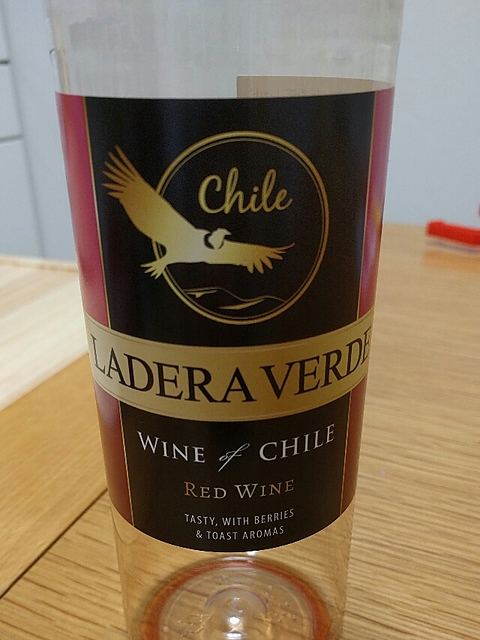 Chile
LADERA VERDE
WINE of CHILE
RED WINE
TASTY, WITH BERRIES
& TOAST AROMAS